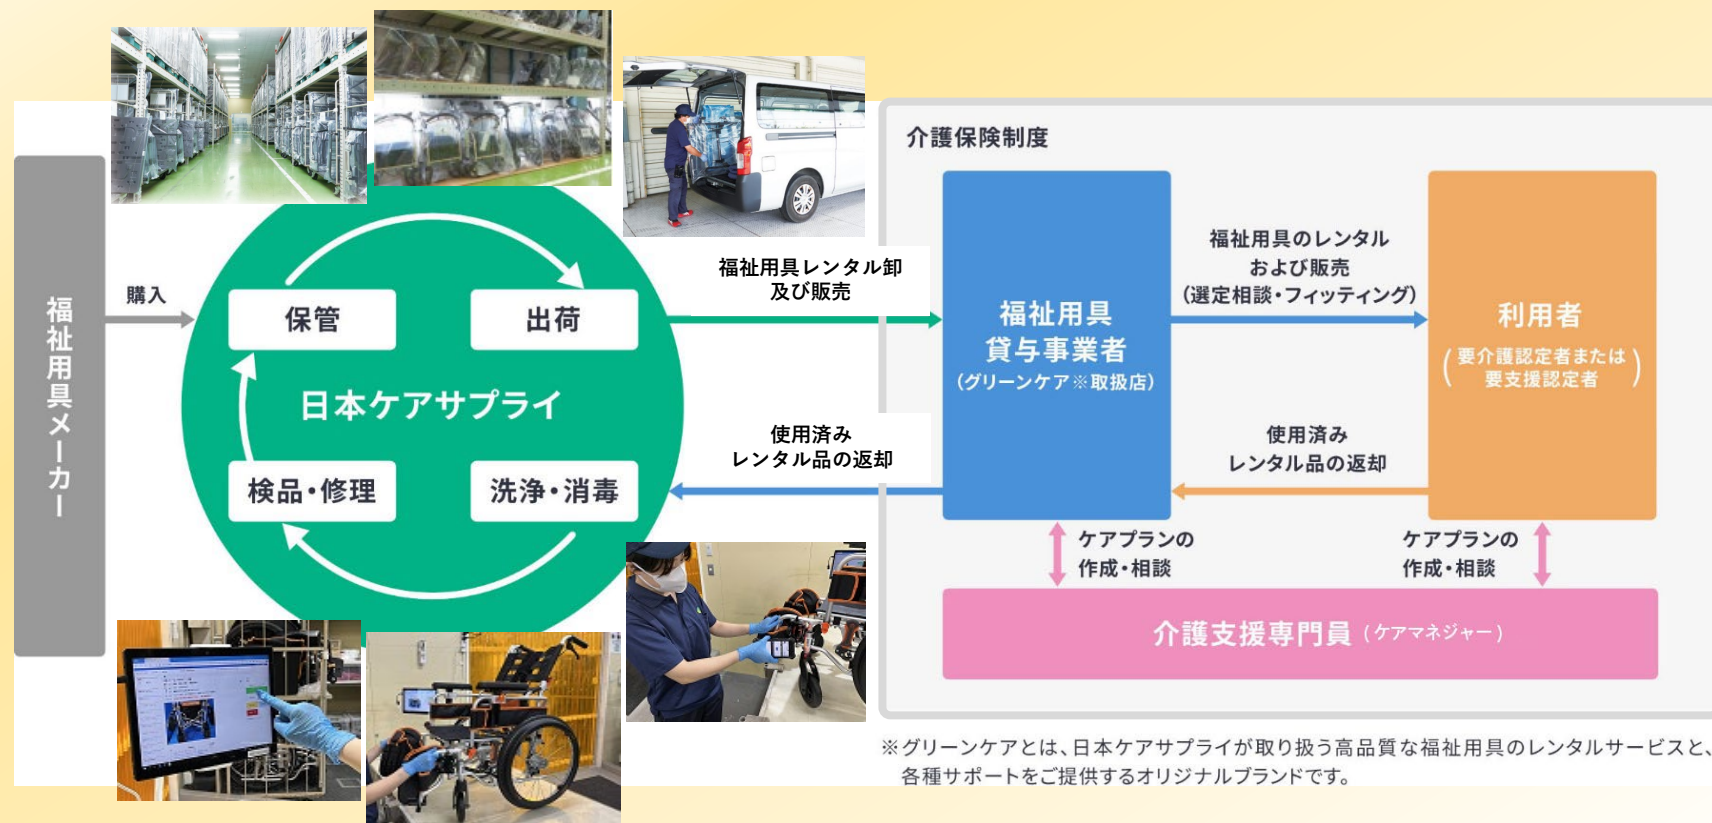 福祉用具メーカー
購入
保管
出荷
日本ケアサプライ
検品・修理
洗浄・消毒
福祉用具レンタル卸
及び販売
使用済み
レンタル品の返却
介護保険制度
福祉用具
貸与事業者
（グリーンケア※取扱店）
福祉用具のレンタル
および販売
（選定相談・フィッティング）
利用者
（要介護認定者または
要支援認定者）
使用済み
レンタル品の返却
ケアプランの
作成・相談
ケアプランの
作成・相談
介護支援専門員（ケアマネジャー）
※グリーンケアとは、日本ケアサプライが取り扱う高品質な福祉用具のレンタルサービスと、
各種サポートをご提供するオリジナルブランドです。